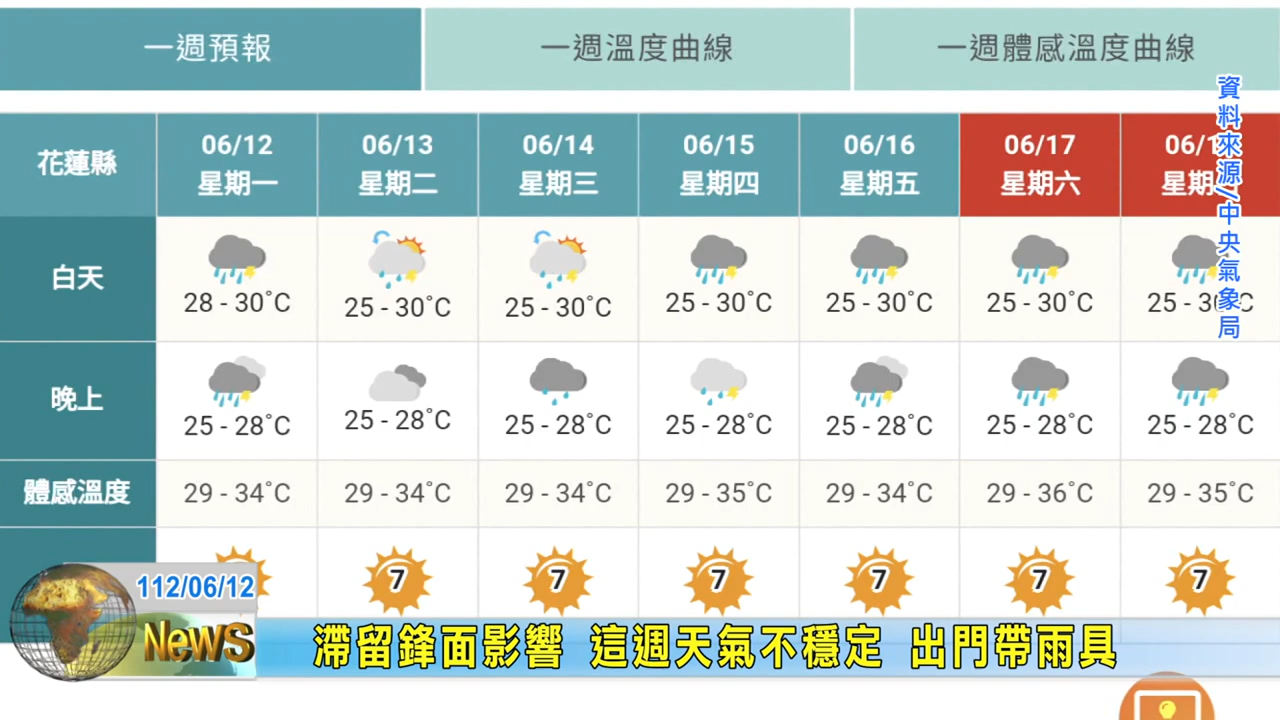 一週預報 一週溫度曲線 一週體感溫度曲線
資料來源/中央氣象局
花蓮縣 06/12 06/13 06/14 06/15 06/16 06/17 06/1
星期一 星期二 星期三 星期四 星期五 星期六 星期
白天 28 - 30°C 25 - 30°C 25 - 30°C 25 - 30°C 25 - 30°C 25 - 30°C 25 - 30°C
晚上 25 - 28°C 25 - 28°C 25 - 28°C 25 - 28°C 25 - 28°C 25 - 28°C 25 - 28°C
體感溫度 29 - 34°C 29 - 34°C 29 - 34°C 29 - 35°C 29 - 34°C 29 - 36°C 29 - 35°C
7 7 7 7 7 7
112/06/12
News
滯留鋒面影響 這週天氣不穩定 出門帶雨具